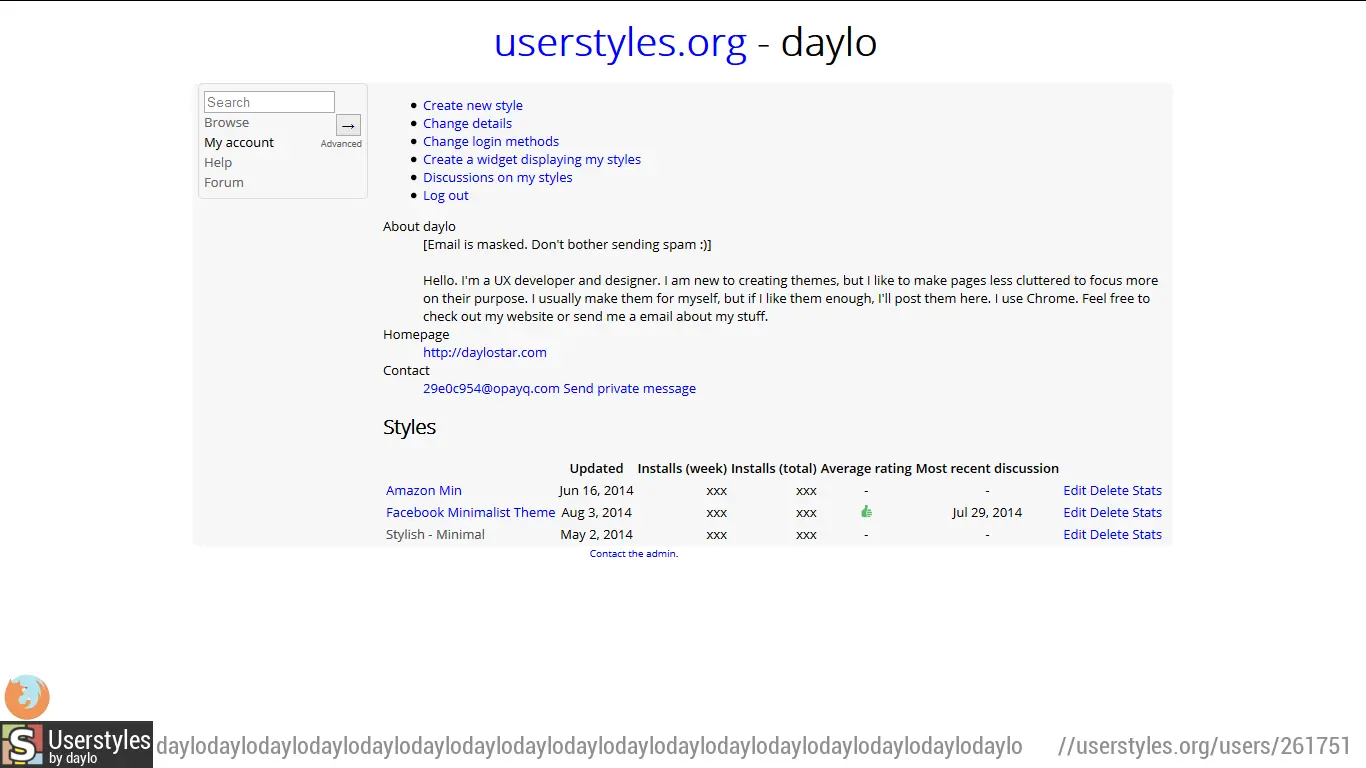 userstyles.org - daylo
Search
Browse
→
My account
Advanced
Help
Forum
Create new style
Change details
Change login methods
Create a widget displaying my styles
Discussions on my styles
Log out
About daylo
[Email is masked. Don't bother sending spam :)]
Hello. I'm a UX developer and designer. I am new to creating themes, but I like to make pages less cluttered to focus more
on their purpose. I usually make them for myself, but if I like them enough, I'll post them here. I use Chrome. Feel free to
check out my website or send me a email about my stuff.
Homepage
http://daylostar.com
Contact
29e0c954@opayq.com Send private message
Styles
Updated Installs (week) Installs (total) Average rating Most recent discussion
Amazon Min Jun 16, 2014 xxx xxx - - Edit Delete Stats
Facebook Minimalist Theme Aug 3, 2014 xxx xxx Jul 29, 2014 Edit Delete Stats
Stylish - Minimal May 2, 2014 xxx xxx - - Edit Delete Stats
Contact the admin.
S Userstyles
by daylo
daylodaylodaylodaylodaylodaylodaylodaylodaylodaylodaylodaylodaylodaylodaylodaylodaylo //userstyles.org/users/261751